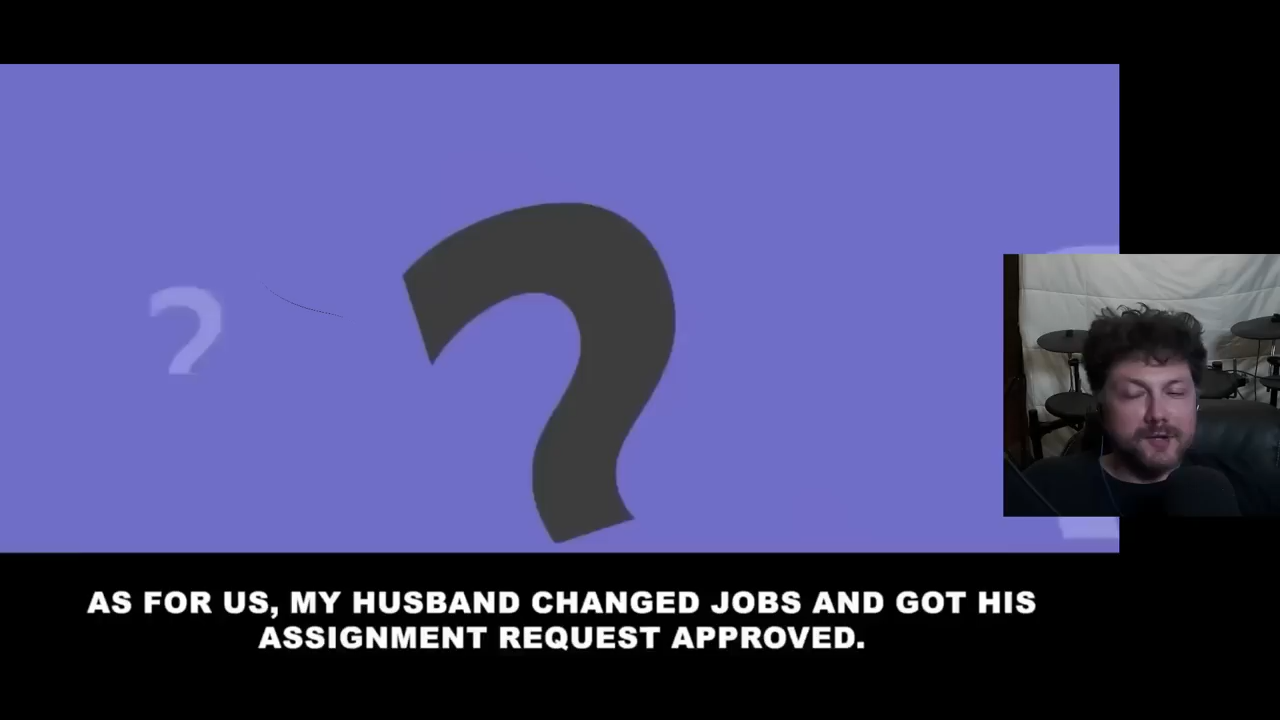 ?
?
AS FOR US, MY HUSBAND CHANGED JOBS AND GOT HIS
ASSIGNMENT REQUEST APPROVED.